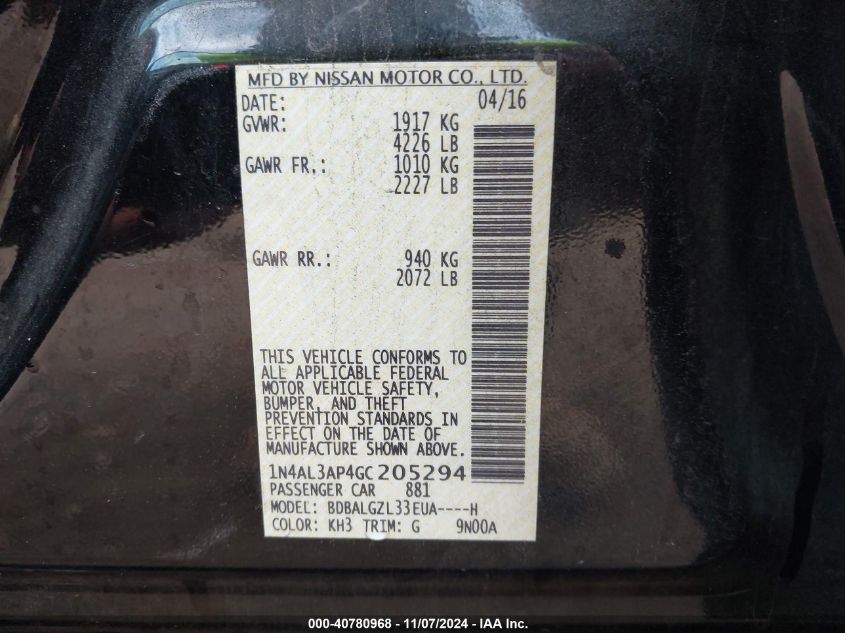 MFD BY NISSAN MOTOR CO., LTD.
DATE: 04/16
GVWR: 1917 KG
4226 LB
GAWR FR.: 1010 KG
2227 LB
GAWR RR.: 940 KG
2072 LB
THIS VEHICLE CONFORMS TO
ALL APPLICABLE FEDERAL
MOTOR VEHICLE SAFETY,
BUMPER, AND THEFT
PREVENTION STANDARDS IN
EFFECT ON THE DATE OF
MANUFACTURE SHOWN ABOVE.
1N4AL3AP4GC205294
PASSENGER CAR 881
MODEL: BDBALGZL33EUA----H
COLOR: KH3 TRIM: G 9N00A
000-40780968 - 11/07/2024 - IAA Inc.